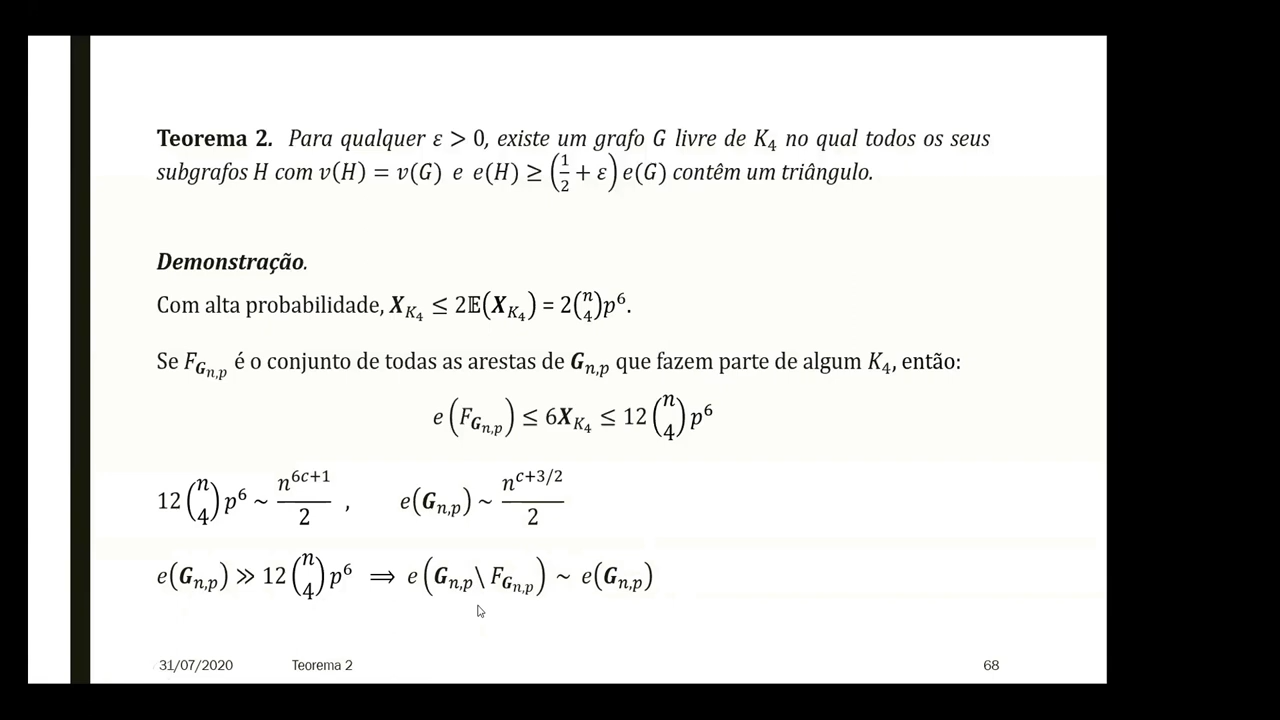 Teorema 2. Para qualquer ε > 0, existe um grafo G livre de K₄ no qual todos os seus
subgrafos H com v(H) = v(G) e e(H) ≥ (1/2 + ε) e(G) contêm um triângulo.
Demonstração.
Com alta probabilidade, X_{K₄} ≤ 2𝔼(X_{K₄}) = 2(n 4)p⁶.
Se F_{G_{n,p}} é o conjunto de todas as arestas de G_{n,p} que fazem parte de algum K₄, então:
e(F_{G_{n,p}}) ≤ 6X_{K₄} ≤ 12(n 4)p⁶
12(n 4)p⁶ ~ n^{6c+1}/2 , e(G_{n,p}) ~ n^{c+3/2}/2
e(G_{n,p}) ≫ 12(n 4)p⁶ ⟹ e(G_{n,p}\ F_{G_{n,p}}) ~ e(G_{n,p})
31/07/2020 Teorema 2 68